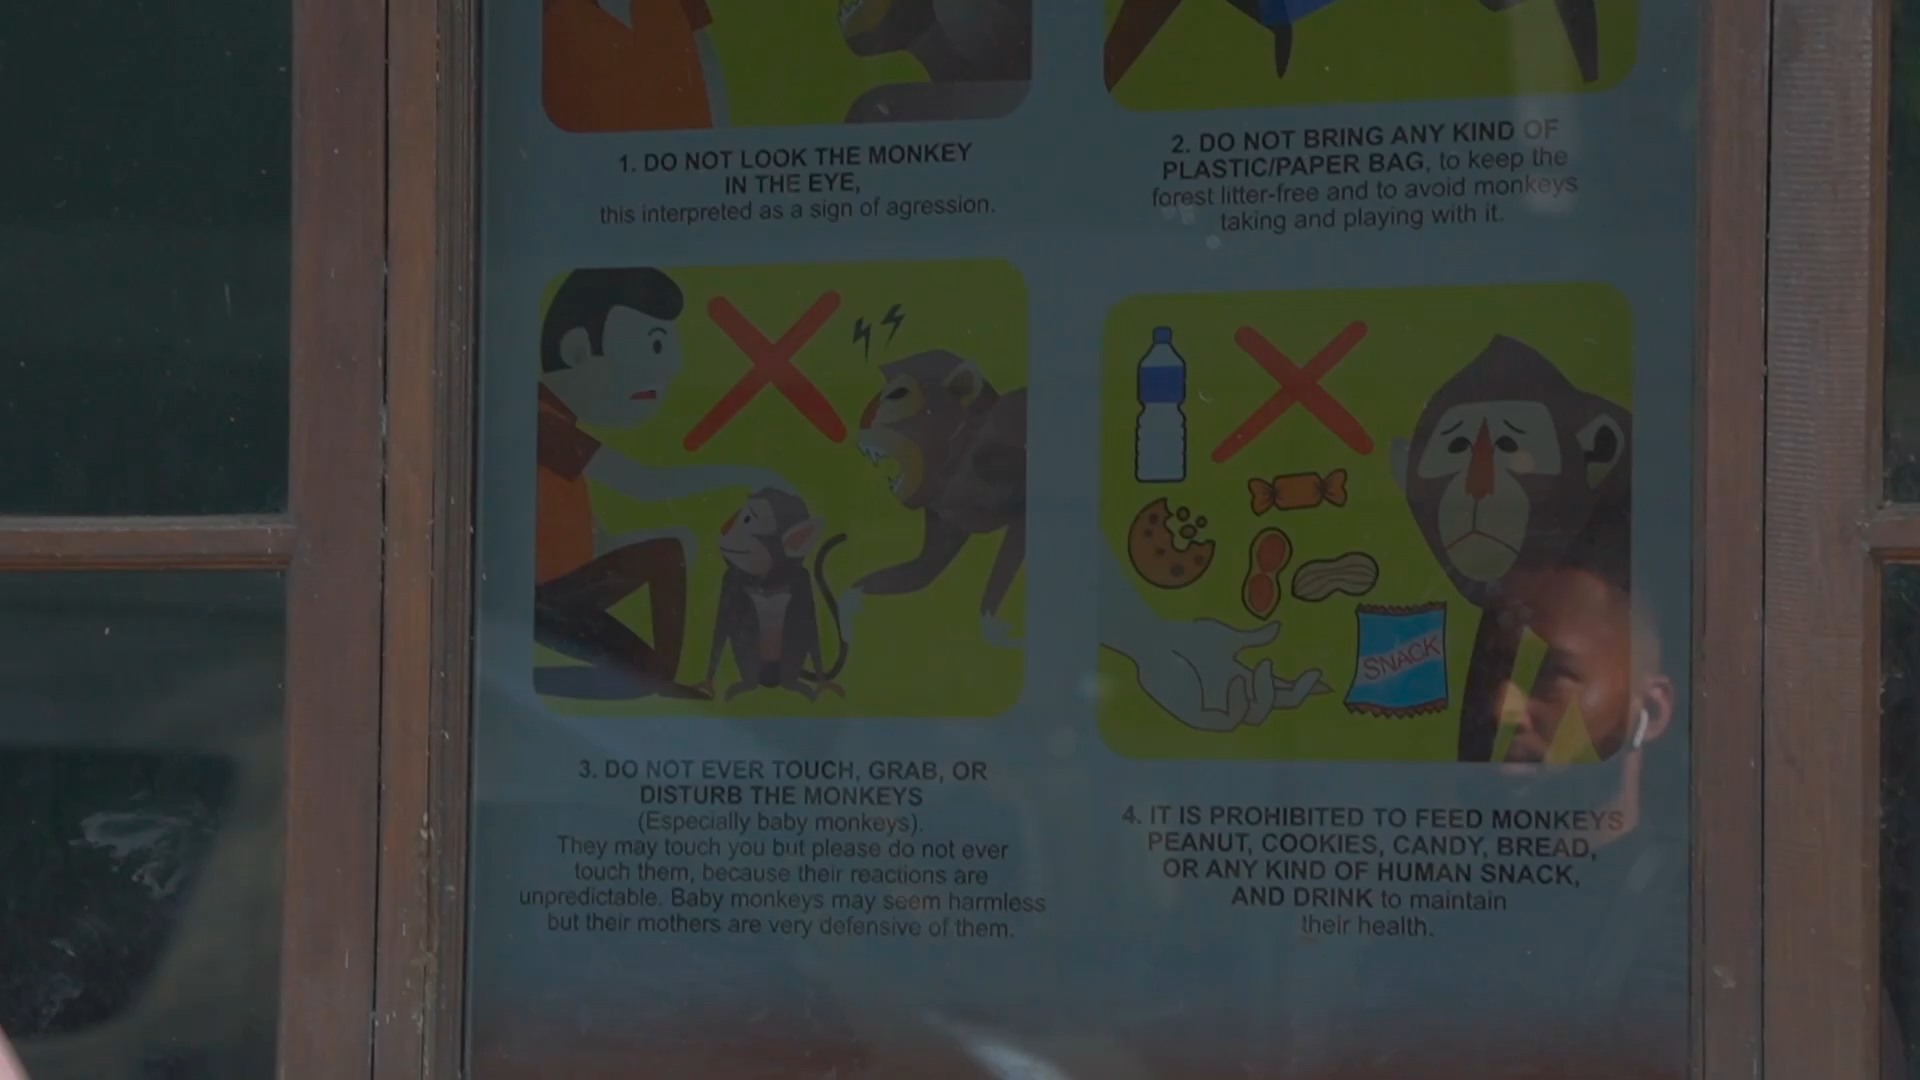 1. DO NOT LOOK THE MONKEY
IN THE EYE,
this interpreted as a sign of agression.
2. DO NOT BRING ANY KIND OF
PLASTIC/PAPER BAG, to keep the
forest litter-free and to avoid monkeys
taking and playing with it.
SNACK
3. DO NOT EVER TOUCH, GRAB, OR
DISTURB THE MONKEYS
(Especially baby monkeys).
They may touch you but please do not ever
touch them, because their reactions are
unpredictable. Baby monkeys may seem harmless
but their mothers are very defensive of them.
4. IT IS PROHIBITED TO FEED MONKEYS
PEANUT, COOKIES, CANDY, BREAD,
OR ANY KIND OF HUMAN SNACK,
AND DRINK to maintain
their health.